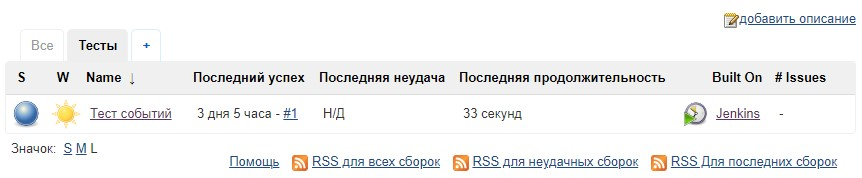 добавить описание
Все Тесты +
S W Name ↓ Последний успех Последняя неудача Последняя продолжительность Built On # Issues
Тест событий 3 дня 5 часа - #1 Н/Д 33 секунд Jenkins -
Значок: S M L
Помощь RSS для всех сборок RSS для неудачных сборок RSS Для последних сборок